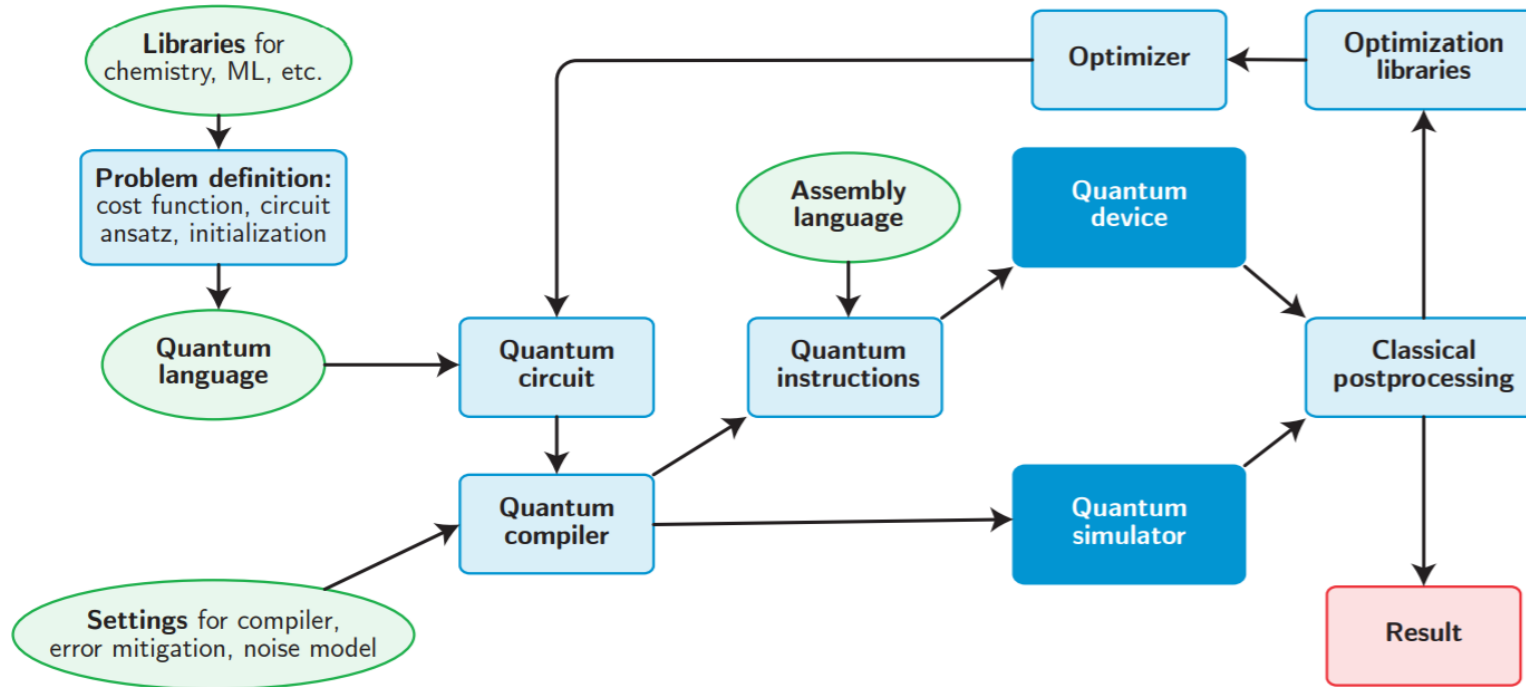 Libraries for
chemistry, ML, etc.
Problem definition:
cost function, circuit
ansatz, initialization
Quantum
language
Settings for compiler,
error mitigation, noise model
Quantum
circuit
Quantum
compiler
Assembly
language
Quantum
instructions
Quantum
device
Quantum
simulator
Optimizer
Optimization
libraries
Classical
postprocessing
Result